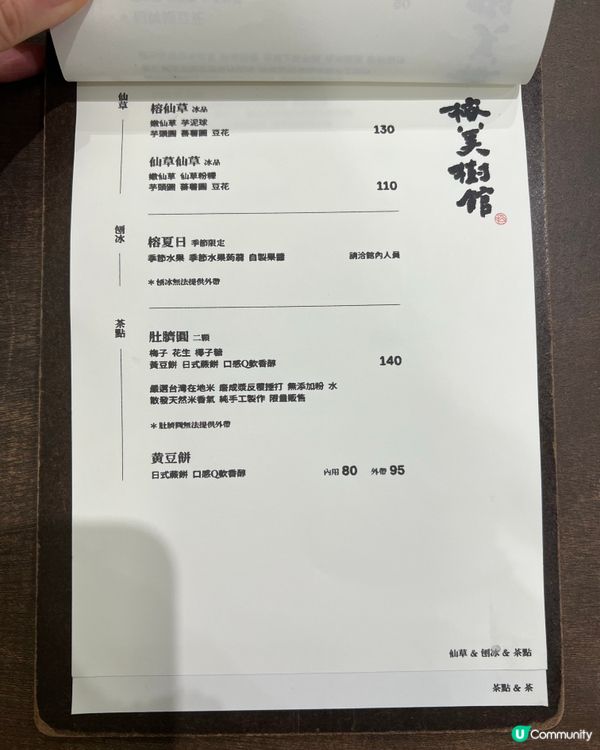 榕美樹館
仙草
榕仙草 冰品
嫩仙草 芋泥球
芋頭圓 蕃薯圓 豆花
130
仙草仙草 冰品
嫩仙草 仙草粉粿
芋頭圓 蕃薯圓 豆花
110
刨冰
榕夏日 季節限定
季節水果 季節水果蒟蒻 自製果醬
請洽館內人員
*刨冰無法提供外帶
茶點
肚臍圓 二顆
梅子 花生 椰子糖
黃豆餅 日式蕨餅 口感Q軟香醇
140
嚴選台灣在地米 磨成漿反覆捶打 無添加粉 水
散發天然米香氣 純手工製作 限量販售
*肚臍圓無法提供外帶
黃豆餅
日式蕨餅 口感Q軟香醇
內用 80 外帶 95
仙草 & 刨冰 & 茶點
茶點 & 茶
U Community